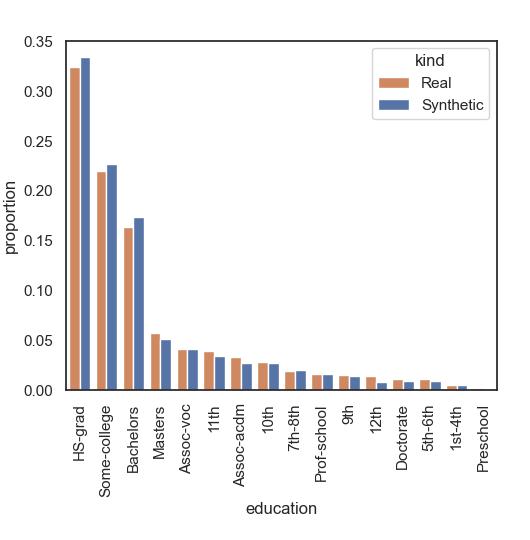 0.35
0.30
0.25
0.20
0.15
0.10
0.05
0.00
proportion
kind
Real
Synthetic
HS-grad
Some-college
Bachelors
Masters
Assoc-voc
11th
Assoc-acdm
10th
7th-8th
Prof-school
9th
12th
Doctorate
5th-6th
1st-4th
Preschool
education